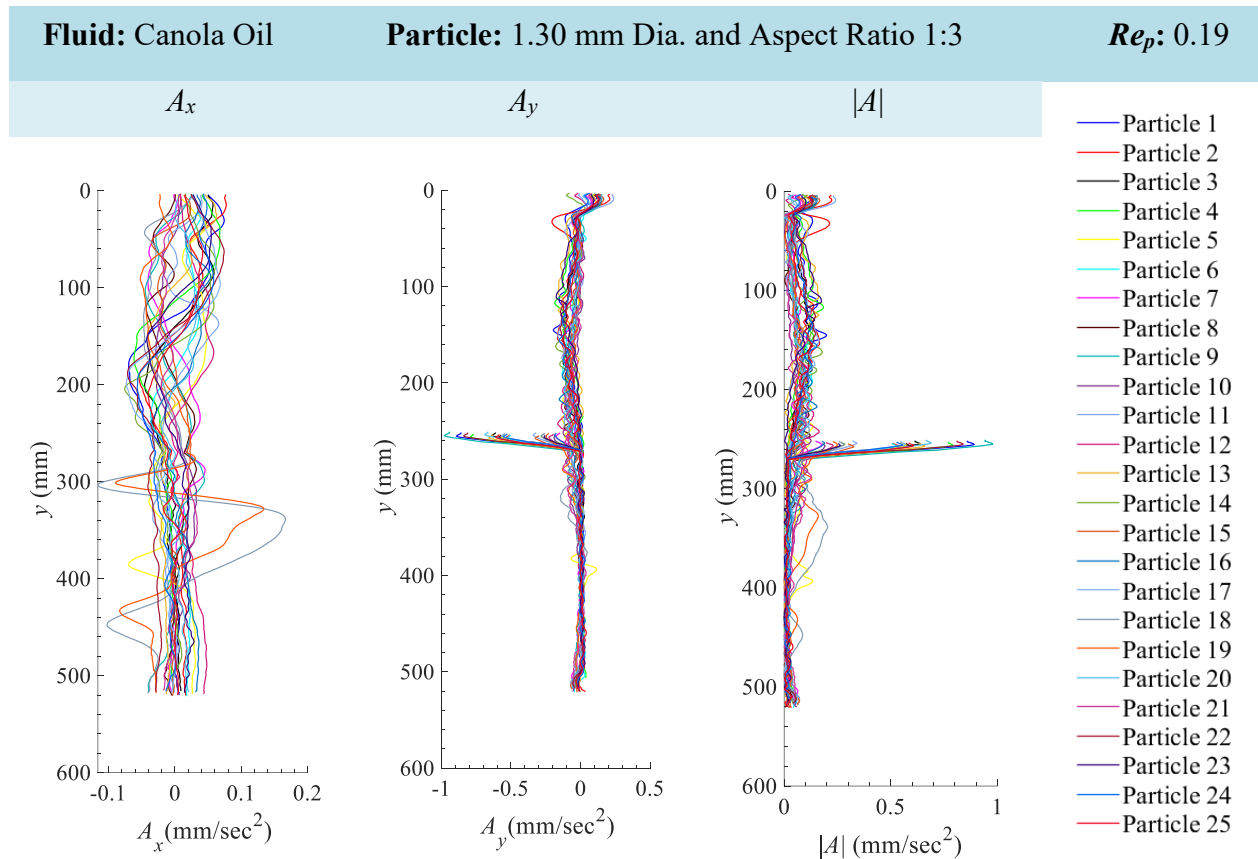 Fluid: Canola Oil
Particle: 1.30 mm Dia. and Aspect Ratio 1:3
Rep: 0.19
Ax
Ay
|A|
0
100
200
300
400
500
600
y (mm)
-0.1
0
0.1
0.2
Ax(mm/sec2)
0
100
200
300
400
500
600
y (mm)
-1
-0.5
0
0.5
Ay(mm/sec2)
0
100
200
300
400
500
600
y (mm)
0
0.5
1
|A| (mm/sec2)
Particle 1
Particle 2
Particle 3
Particle 4
Particle 5
Particle 6
Particle 7
Particle 8
Particle 9
Particle 10
Particle 11
Particle 12
Particle 13
Particle 14
Particle 15
Particle 16
Particle 17
Particle 18
Particle 19
Particle 20
Particle 21
Particle 22
Particle 23
Particle 24
Particle 25